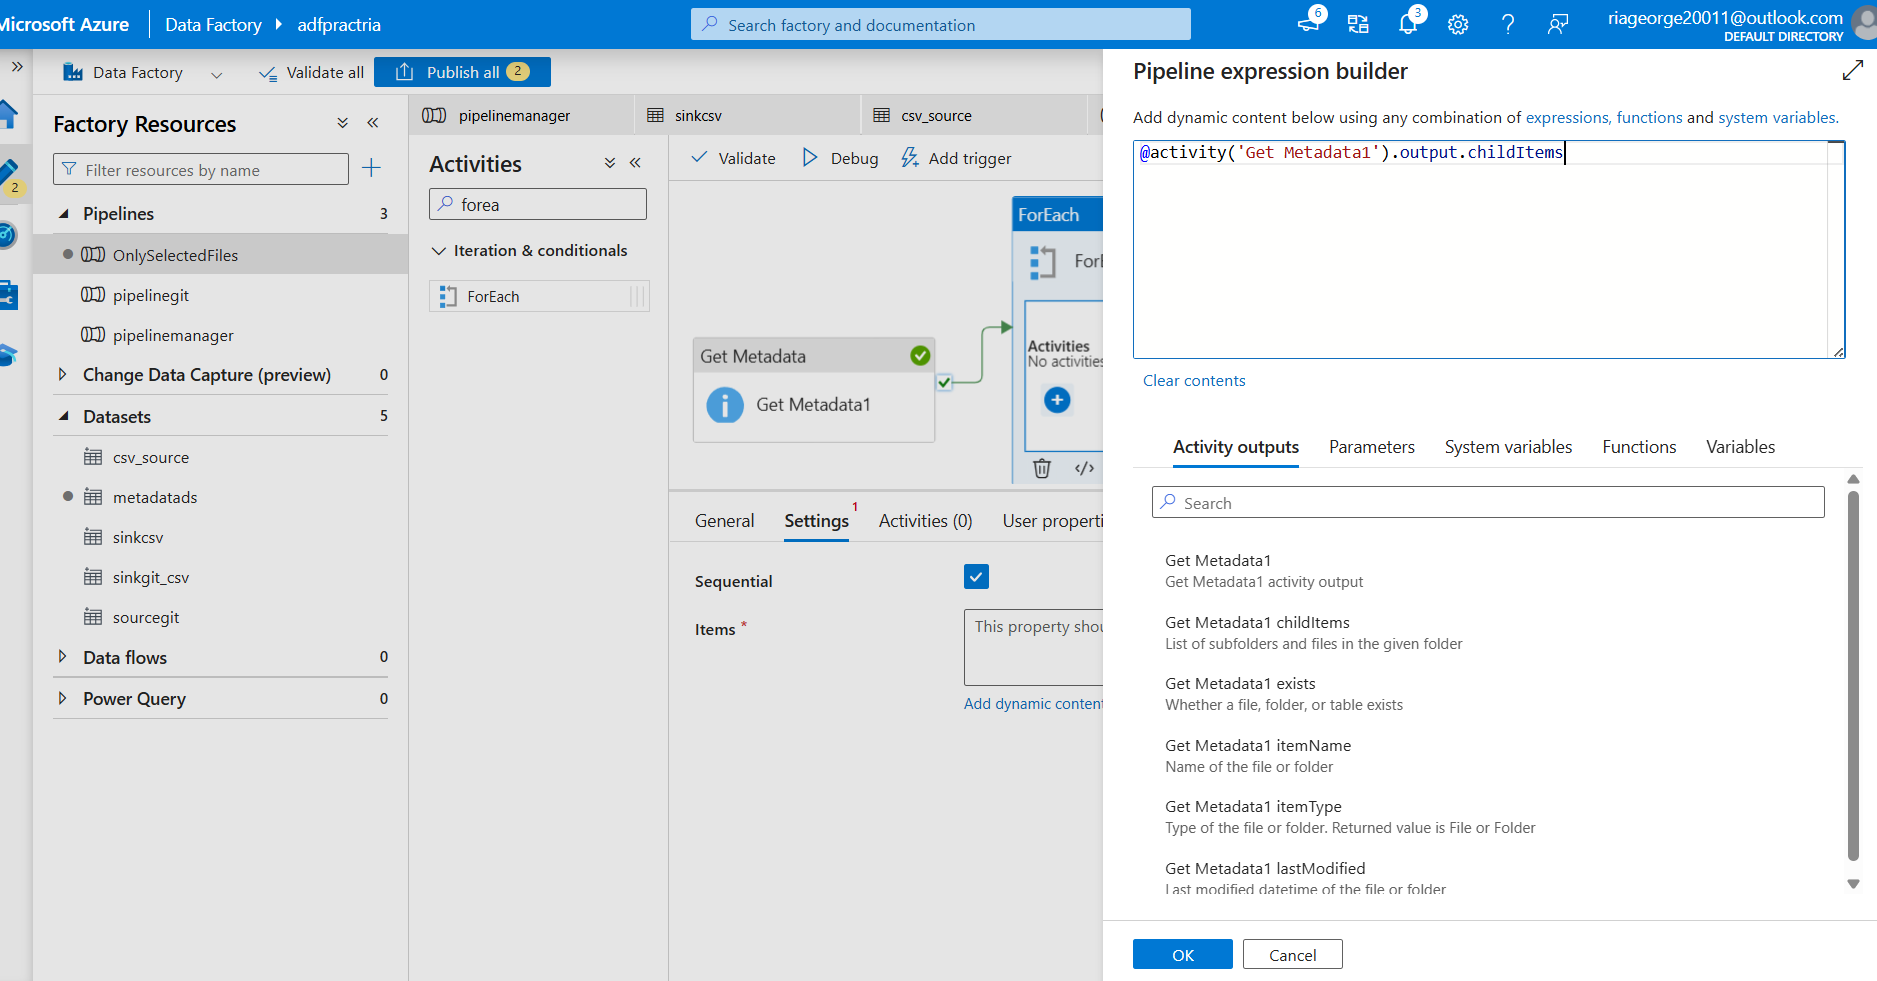 Microsoft Azure
Data Factory
adfpractria
Search factory and documentation
6
3
riageorge20011@outlook.com
DEFAULT DIRECTORY
Data Factory
Validate all
Publish all
2
2
Factory Resources
Filter resources by name
Pipelines
3
OnlySelectedFiles
pipelinegit
pipelinemanager
Change Data Capture (preview)
0
Datasets
5
csv_source
metadatads
sinkcsv
sinkgit_csv
sourcegit
Data flows
0
Power Query
0
pipelinemanager
sinkcsv
csv_source
Activities
forea
Iteration & conditionals
ForEach
Validate
Debug
Add trigger
ForEach
Activities
No activities
Get Metadata
Get Metadata1
General
Settings
1
Activities (0)
User properti
Sequential
Items *
This property shou
Add dynamic content
Pipeline expression builder
Add dynamic content below using any combination of expressions, functions and system variables.
@activity('Get Metadata1').output.childItems
Clear contents
Activity outputs
Parameters
System variables
Functions
Variables
Search
Get Metadata1
Get Metadata1 activity output
Get Metadata1 childItems
List of subfolders and files in the given folder
Get Metadata1 exists
Whether a file, folder, or table exists
Get Metadata1 itemName
Name of the file or folder
Get Metadata1 itemType
Type of the file or folder. Returned value is File or Folder
Get Metadata1 lastModified
Last modified datetime of the file or folder
OK
Cancel